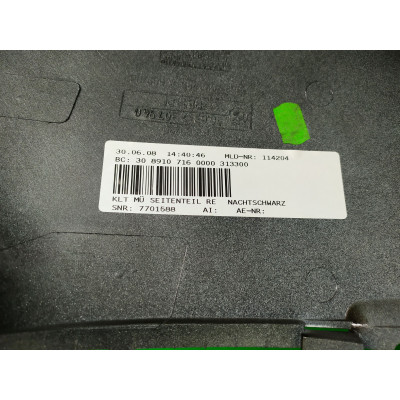 30.06.08 14:40:46 MLD-NR: 114204
BC: 30 8910 716 0000 313300
KLT MÜ SEITENTEIL RE NACHTSCHWARZ
SNR: 7701588 AI: AE-NR: